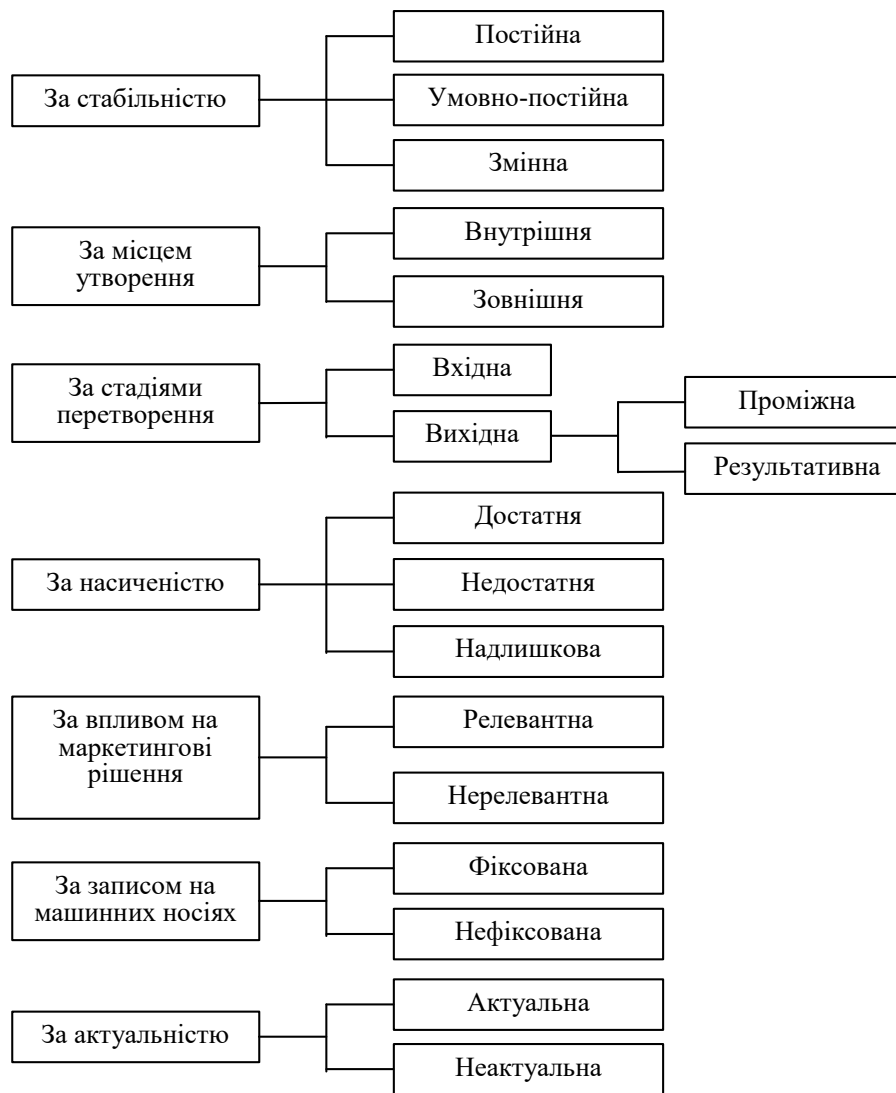 За стабільністю
Постійна
Умовно-постійна
Змінна
За місцем
утворення
Внутрішня
Зовнішня
За стадіями
перетворення
Вхідна
Вихідна
Проміжна
Результативна
За насиченістю
Достатня
Недостатня
Надлишкова
За впливом на
маркетингові
рішення
Релевантна
Нерелевантна
За записом на
машинних носіях
Фіксована
Нефіксована
За актуальністю
Актуальна
Неактуальна